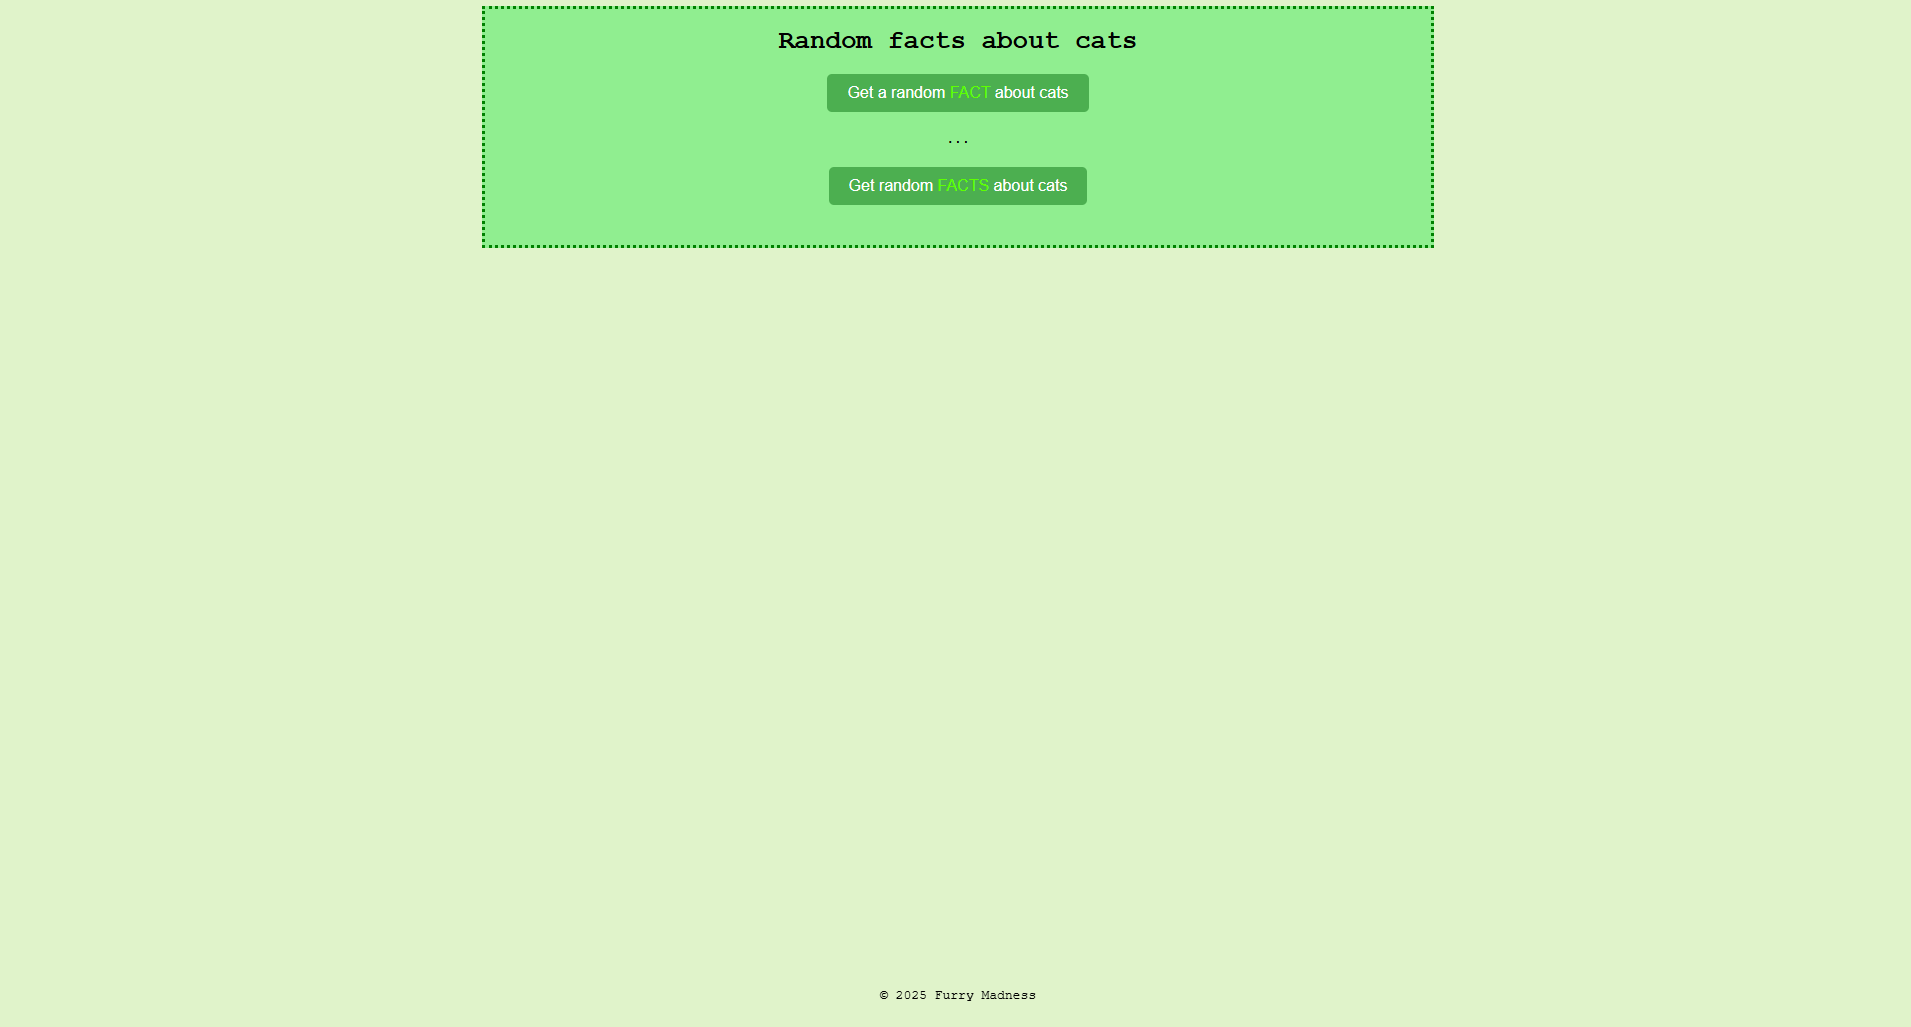 Random facts about cats
Get a random FACT about cats
...
Get random FACTS about cats
© 2025 Furry Madness